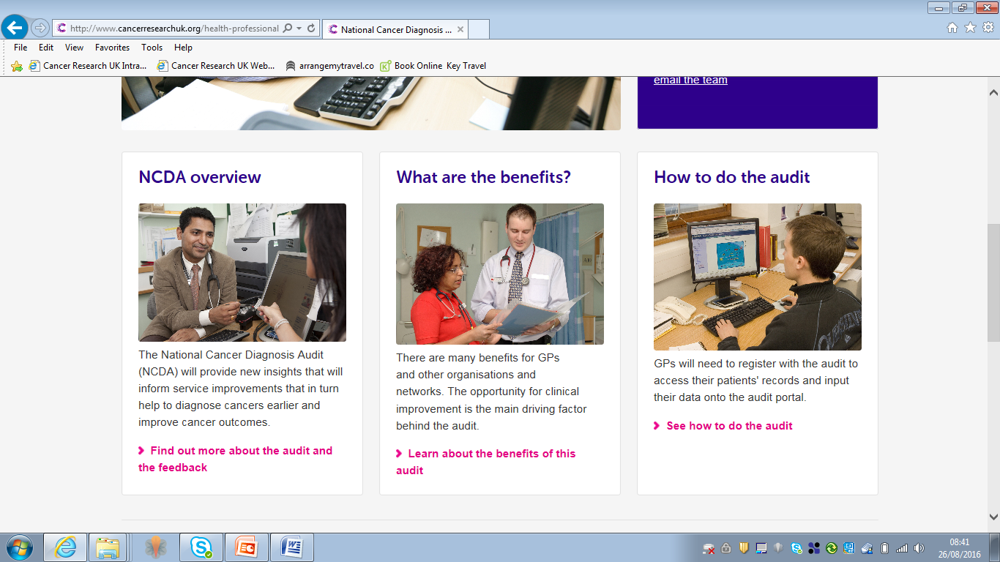 http://www.cancerresearchuk.org/health-professional
National Cancer Diagnosis ...
File Edit View Favorites Tools Help
Cancer Research UK Intra... Cancer Research UK Web... arrangemytravel.co Book Online Key Travel
email the team
NCDA overview
The National Cancer Diagnosis Audit
(NCDA) will provide new insights that will
inform service improvements that in turn
help to diagnose cancers earlier and
improve cancer outcomes.
Find out more about the audit and
the feedback
What are the benefits?
There are many benefits for GPs
and other organisations and
networks. The opportunity for clinical
improvement is the main driving factor
behind the audit.
Learn about the benefits of this
audit
How to do the audit
GPs will need to register with the audit to
access their patients' records and input
their data onto the audit portal.
See how to do the audit
08:41
26/08/2016